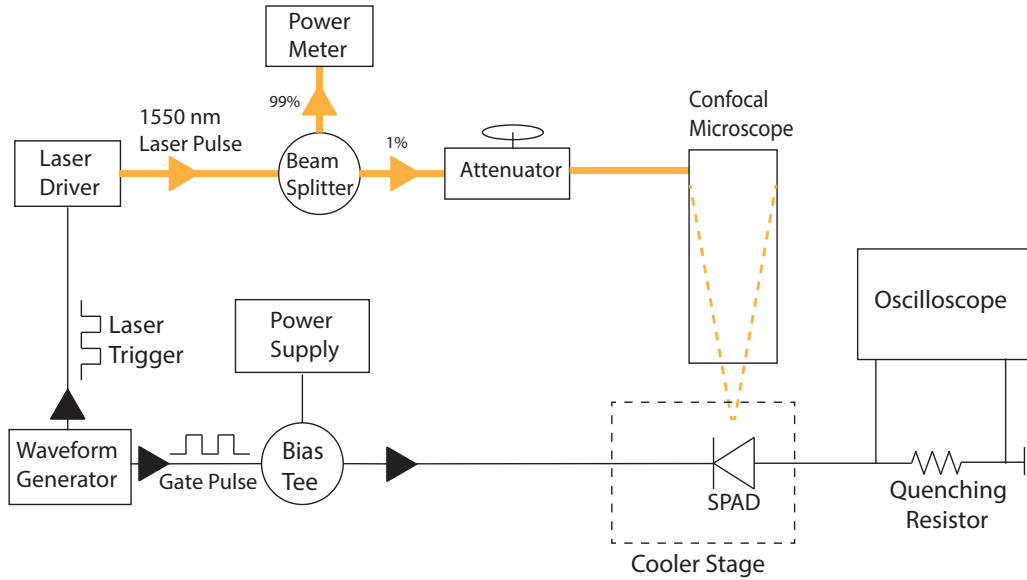 Power
Meter
99%
1550 nm
Laser Pulse
1%
Confocal
Microscope
Laser
Driver
Beam
Splitter
Attenuator
Oscilloscope
Laser
Trigger
Power
Supply
Waveform
Generator
Gate Pulse
Bias
Tee
SPAD
Quenching
Resistor
Cooler Stage